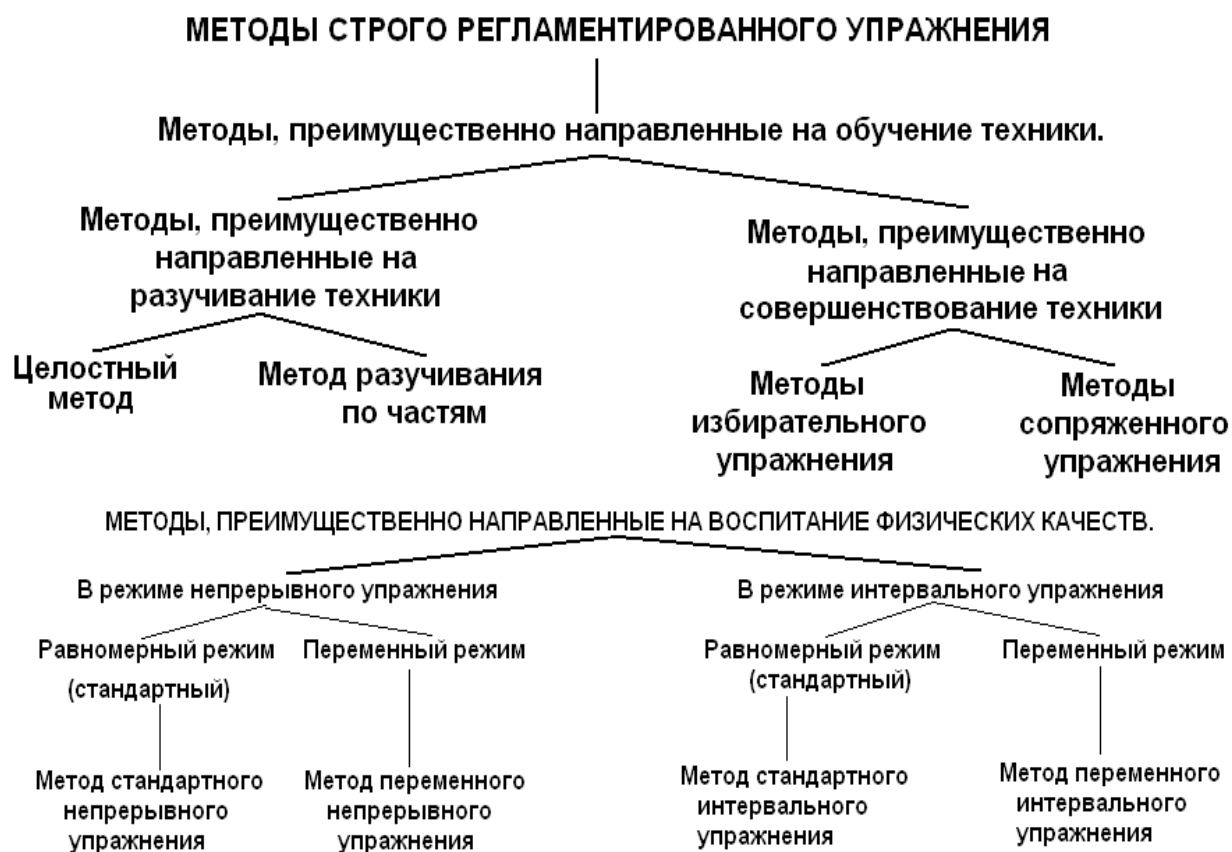 МЕТОДЫ СТРОГО РЕГЛАМЕНТИРОВАННОГО УПРАЖНЕНИЯ
Методы, преимущественно направленные на обучение техники.
Методы, преимущественно
направленные на
разучивание техники
Методы, преимущественно
направленные на
совершенствование техники
Целостный
метод
Метод разучивания
по частям
Методы
избирательного
упражнения
Методы
сопряженного
упражнения
МЕТОДЫ, ПРЕИМУЩЕСТВЕННО НАПРАВЛЕННЫЕ НА ВОСПИТАНИЕ ФИЗИЧЕСКИХ КАЧЕСТВ.
В режиме непрерывного упражнения
В режиме интервального упражнения
Равномерный режим
(стандартный)
Переменный режим
Равномерный режим
(стандартный)
Переменный режим
Метод стандартного
непрерывного
упражнения
Метод переменного
непрерывного
упражнения
Метод стандартного
интервального
упражнения
Метод переменного
интервального
упражнения